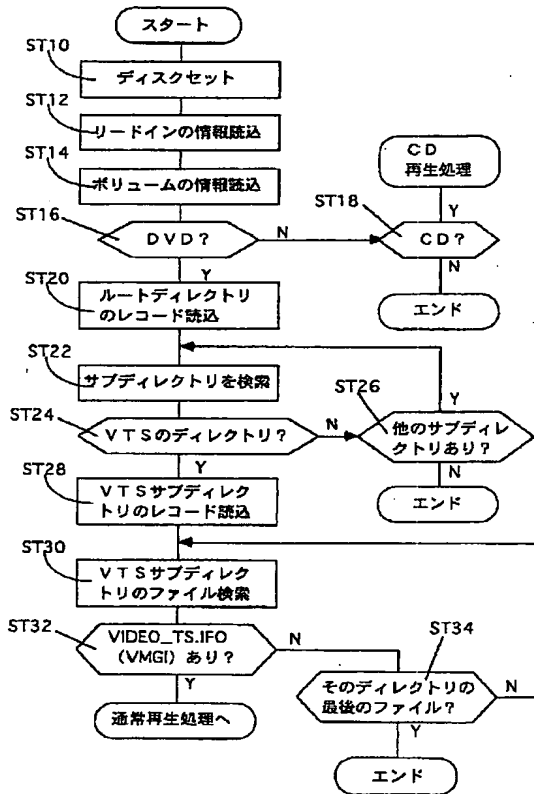 スタート
ST10
ディスクセット
ST12
リードインの情報読込
ST14
ボリュームの情報読込
CD
再生処理
ST16
DVD?
N
ST18
CD?
Y
N
エンド
Y
ST20
ルートディレクトリ
のレコード読込
ST22
サブディレクトリを検索
ST24
VTSのディレクトリ?
N
ST26
他のサブディレ
クトリあり?
Y
N
エンド
Y
ST28
VTSサブディレク
トリのレコード読込
ST30
VTSサブディレク
トリのファイル検索
ST32
VIDEO_TS.IFO
(VMGI)あり?
N
ST34
そのディレクトリの
最後のファイル?
N
Y
通常再生処理へ
Y
エンド